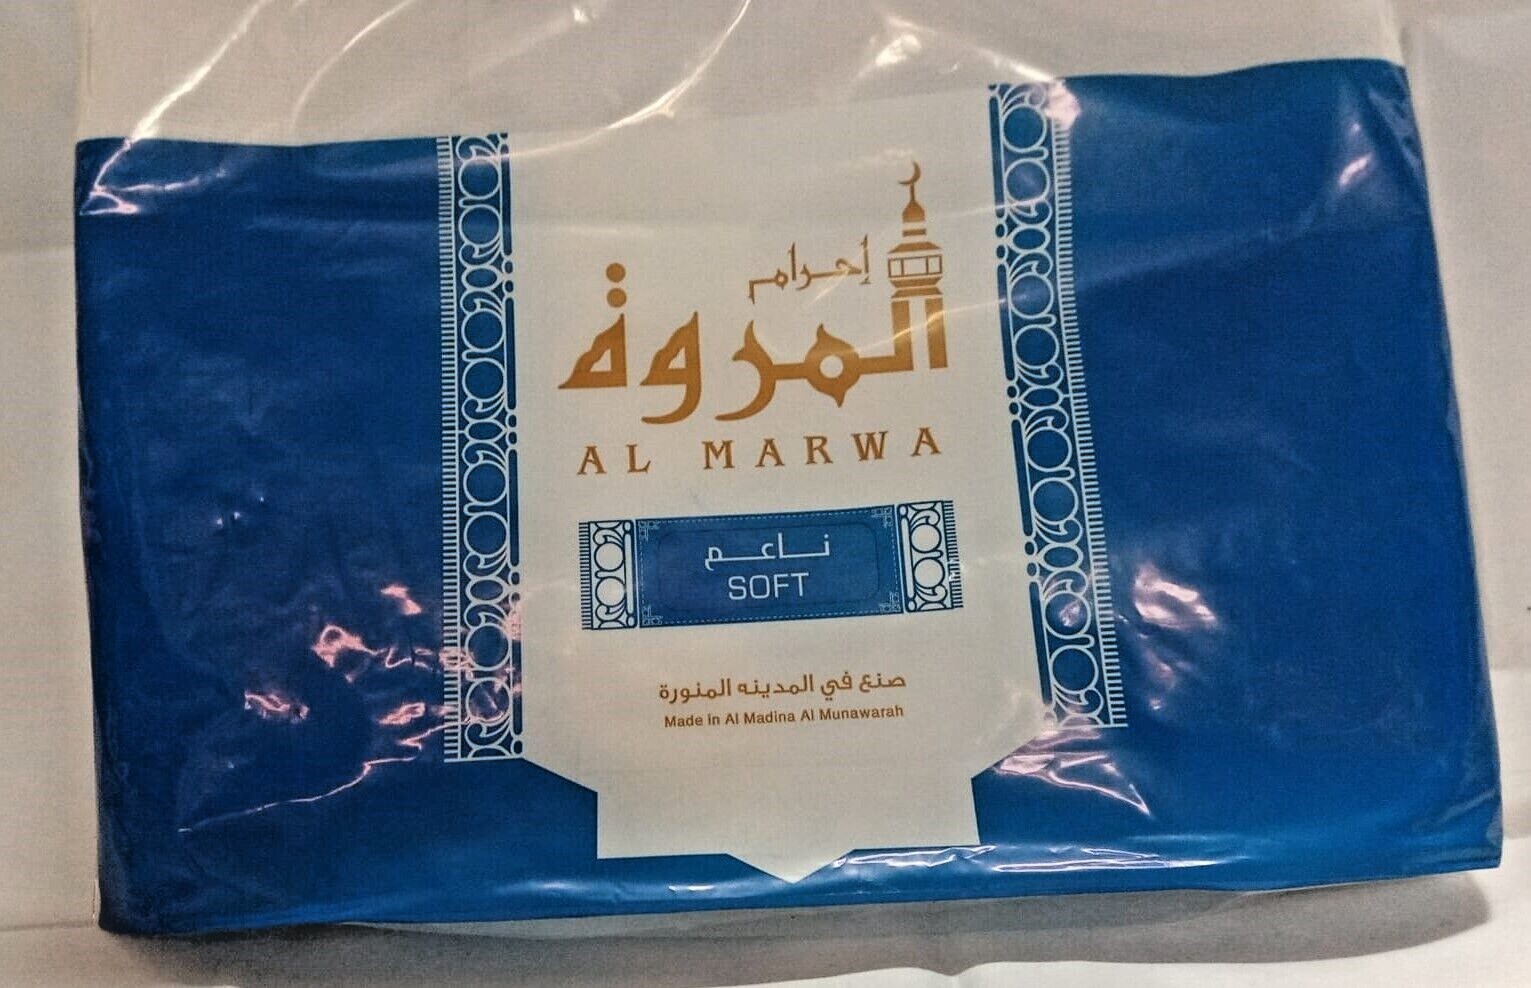 إحرام
المروة
AL MARWA
ناعم
SOFT
صنع في المدينه المنورة
Made in Al Madina Al Munawarah